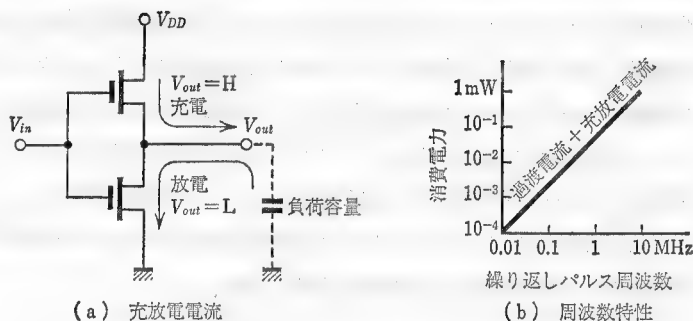 V_DD
V_out=H
充電
V_in
V_out
放電
V_out=L
負荷容量
(a) 充放電電流
消費電力
1mW
10⁻¹
10⁻²
10⁻³
10⁻⁴
過渡電流+充放電電流
0.01 0.1 1 10MHz
繰り返しパルス周波数
(b) 周波数特性